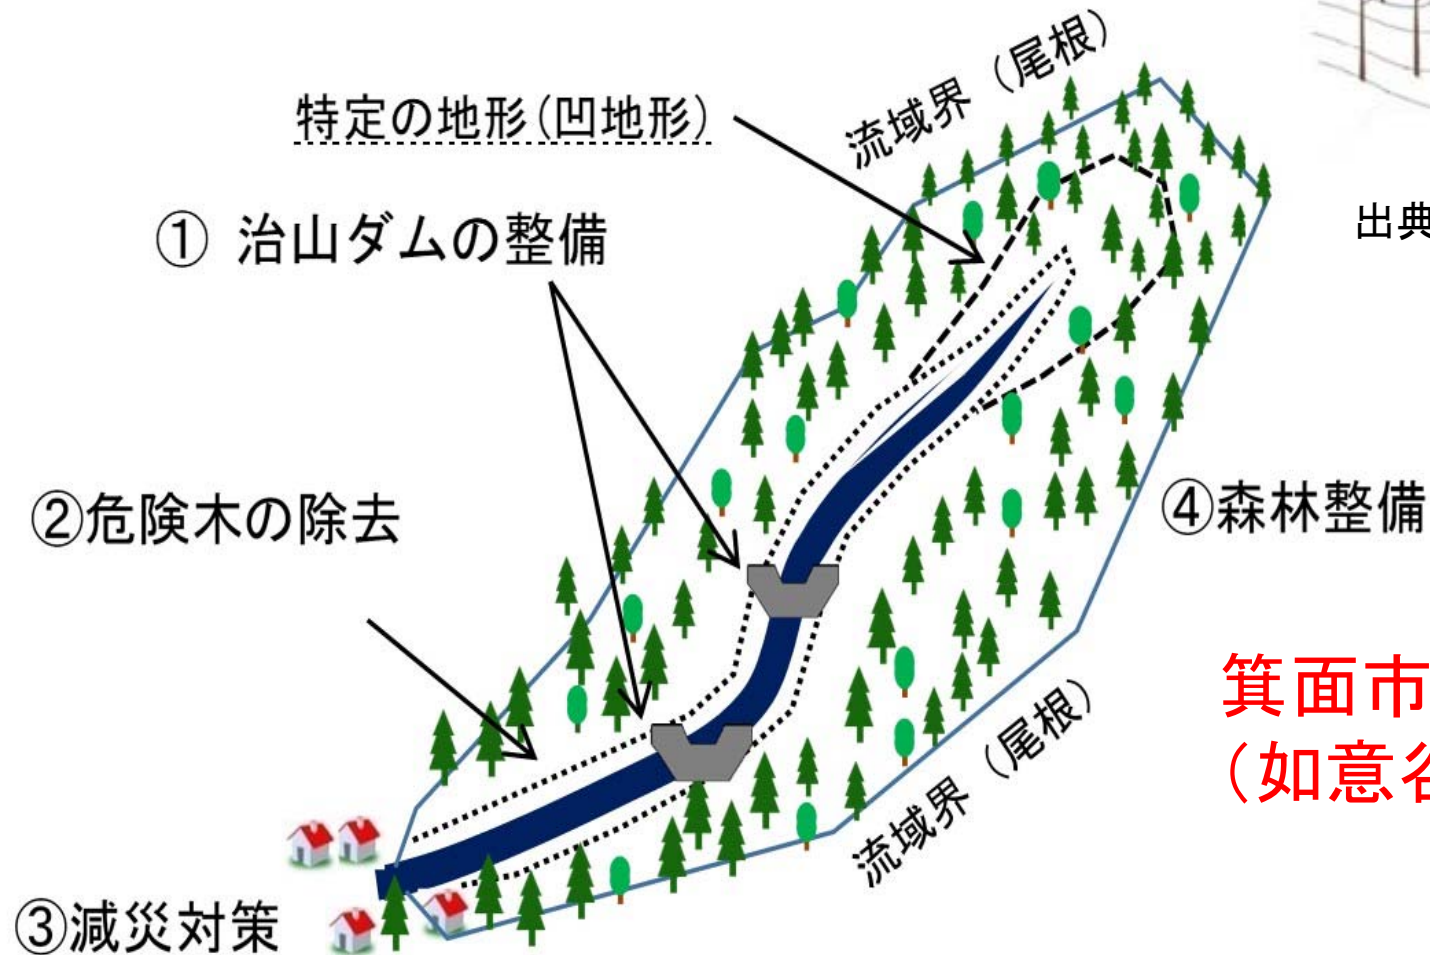 流域界（尾根）
特定の地形(凹地形)
① 治山ダムの整備
出典
②危険木の除去
④森林整備
箕面市
（如意谷
流域界（尾根）
③減災対策